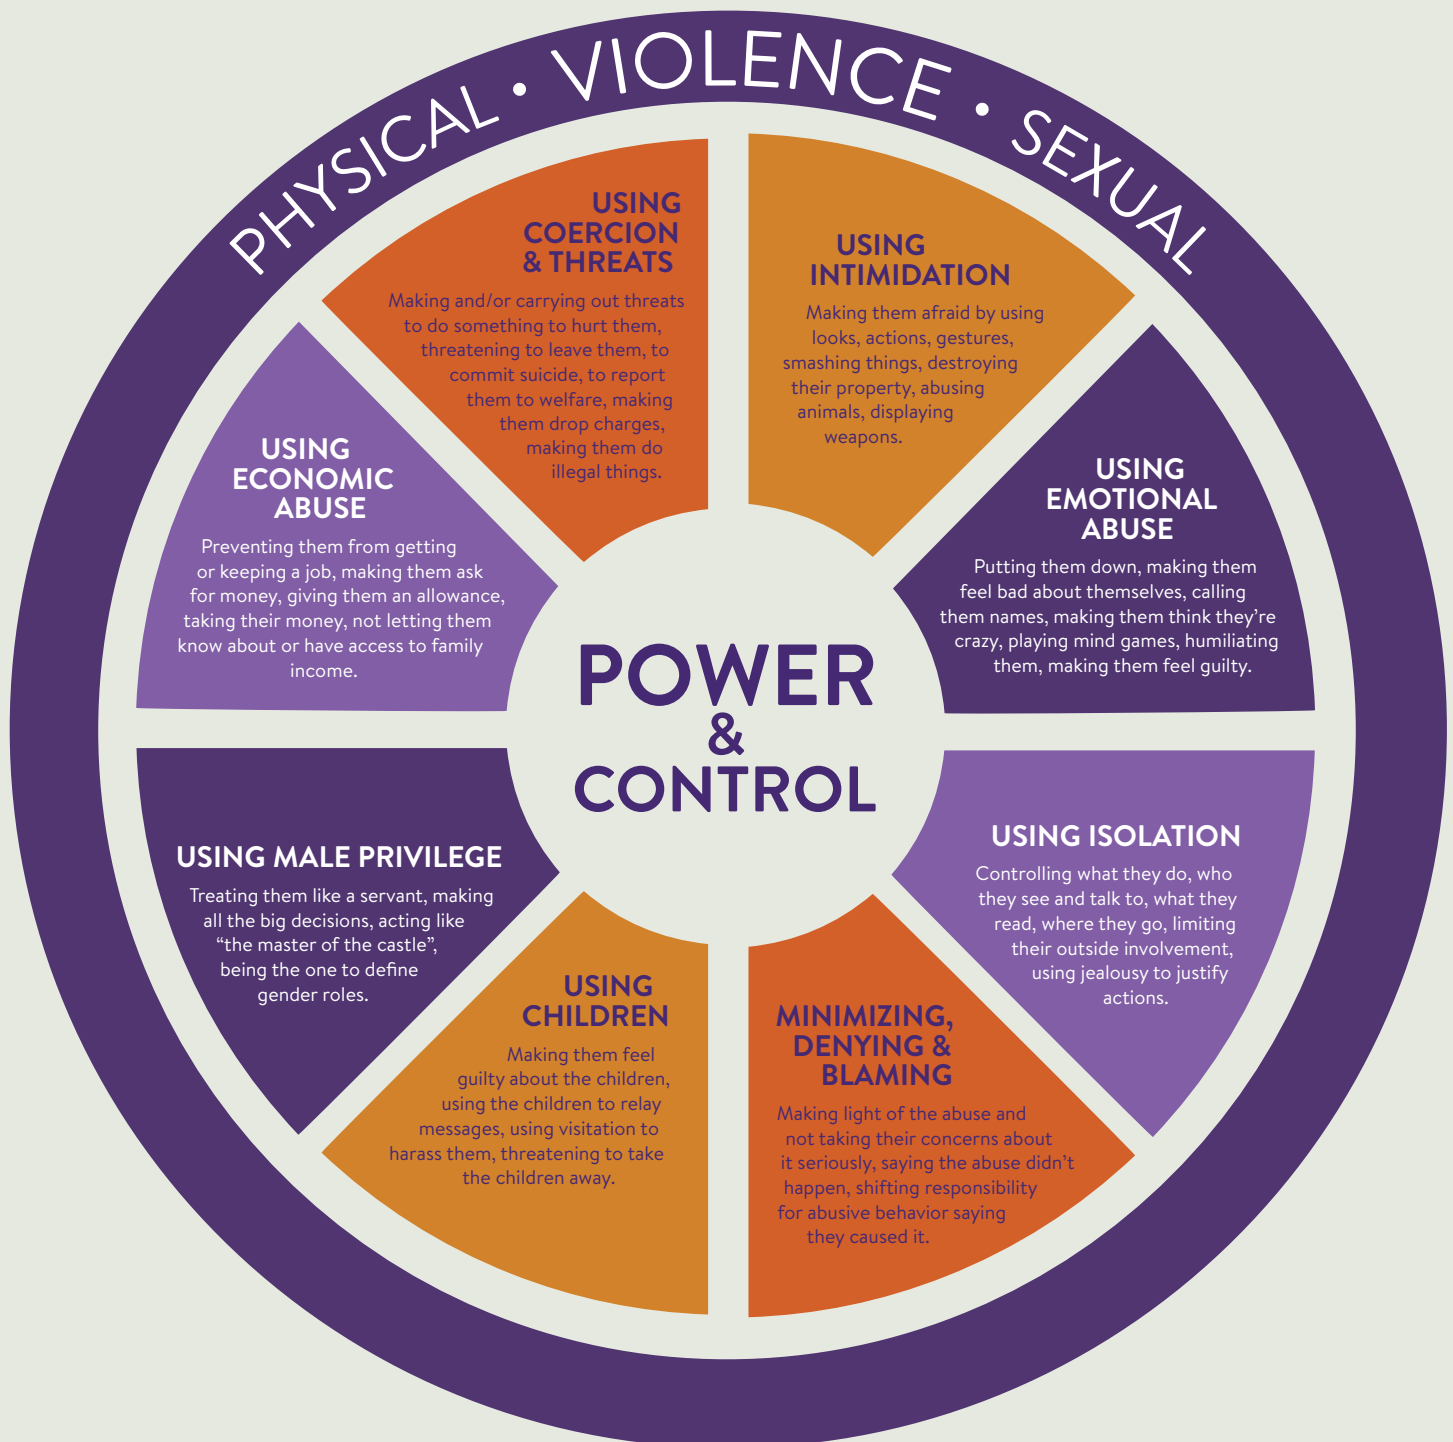 PHYSICAL • VIOLENCE • SEXUAL
USING
COERCION
& THREATS
Making and/or carrying out threats
to do something to hurt them,
threatening to leave them, to
commit suicide, to report
them to welfare, making
them drop charges,
making them do
illegal things.
USING
INTIMIDATION
Making them afraid by using
looks, actions, gestures,
smashing things, destroying
their property, abusing
animals, displaying
weapons.
USING
EMOTIONAL
ABUSE
Putting them down, making them
feel bad about themselves, calling
them names, making them think they’re
crazy, playing mind games, humiliating
them, making them feel guilty.
USING ISOLATION
Controlling what they do, who
they see and talk to, what they
read, where they go, limiting
their outside involvement,
using jealousy to justify
actions.
MINIMIZING,
DENYING &
BLAMING
Making light of the abuse and
not taking their concerns about
it seriously, saying the abuse didn’t
happen, shifting responsibility
for abusive behavior saying
they caused it.
USING
CHILDREN
Making them feel
guilty about the children,
using the children to relay
messages, using visitation to
harass them, threatening to take
the children away.
USING MALE PRIVILEGE
Treating them like a servant, making
all the big decisions, acting like
“the master of the castle”,
being the one to define
gender roles.
USING
ECONOMIC
ABUSE
Preventing them from getting
or keeping a job, making them ask
for money, giving them an allowance,
taking their money, not letting them
know about or have access to family
income.
POWER
&
CONTROL